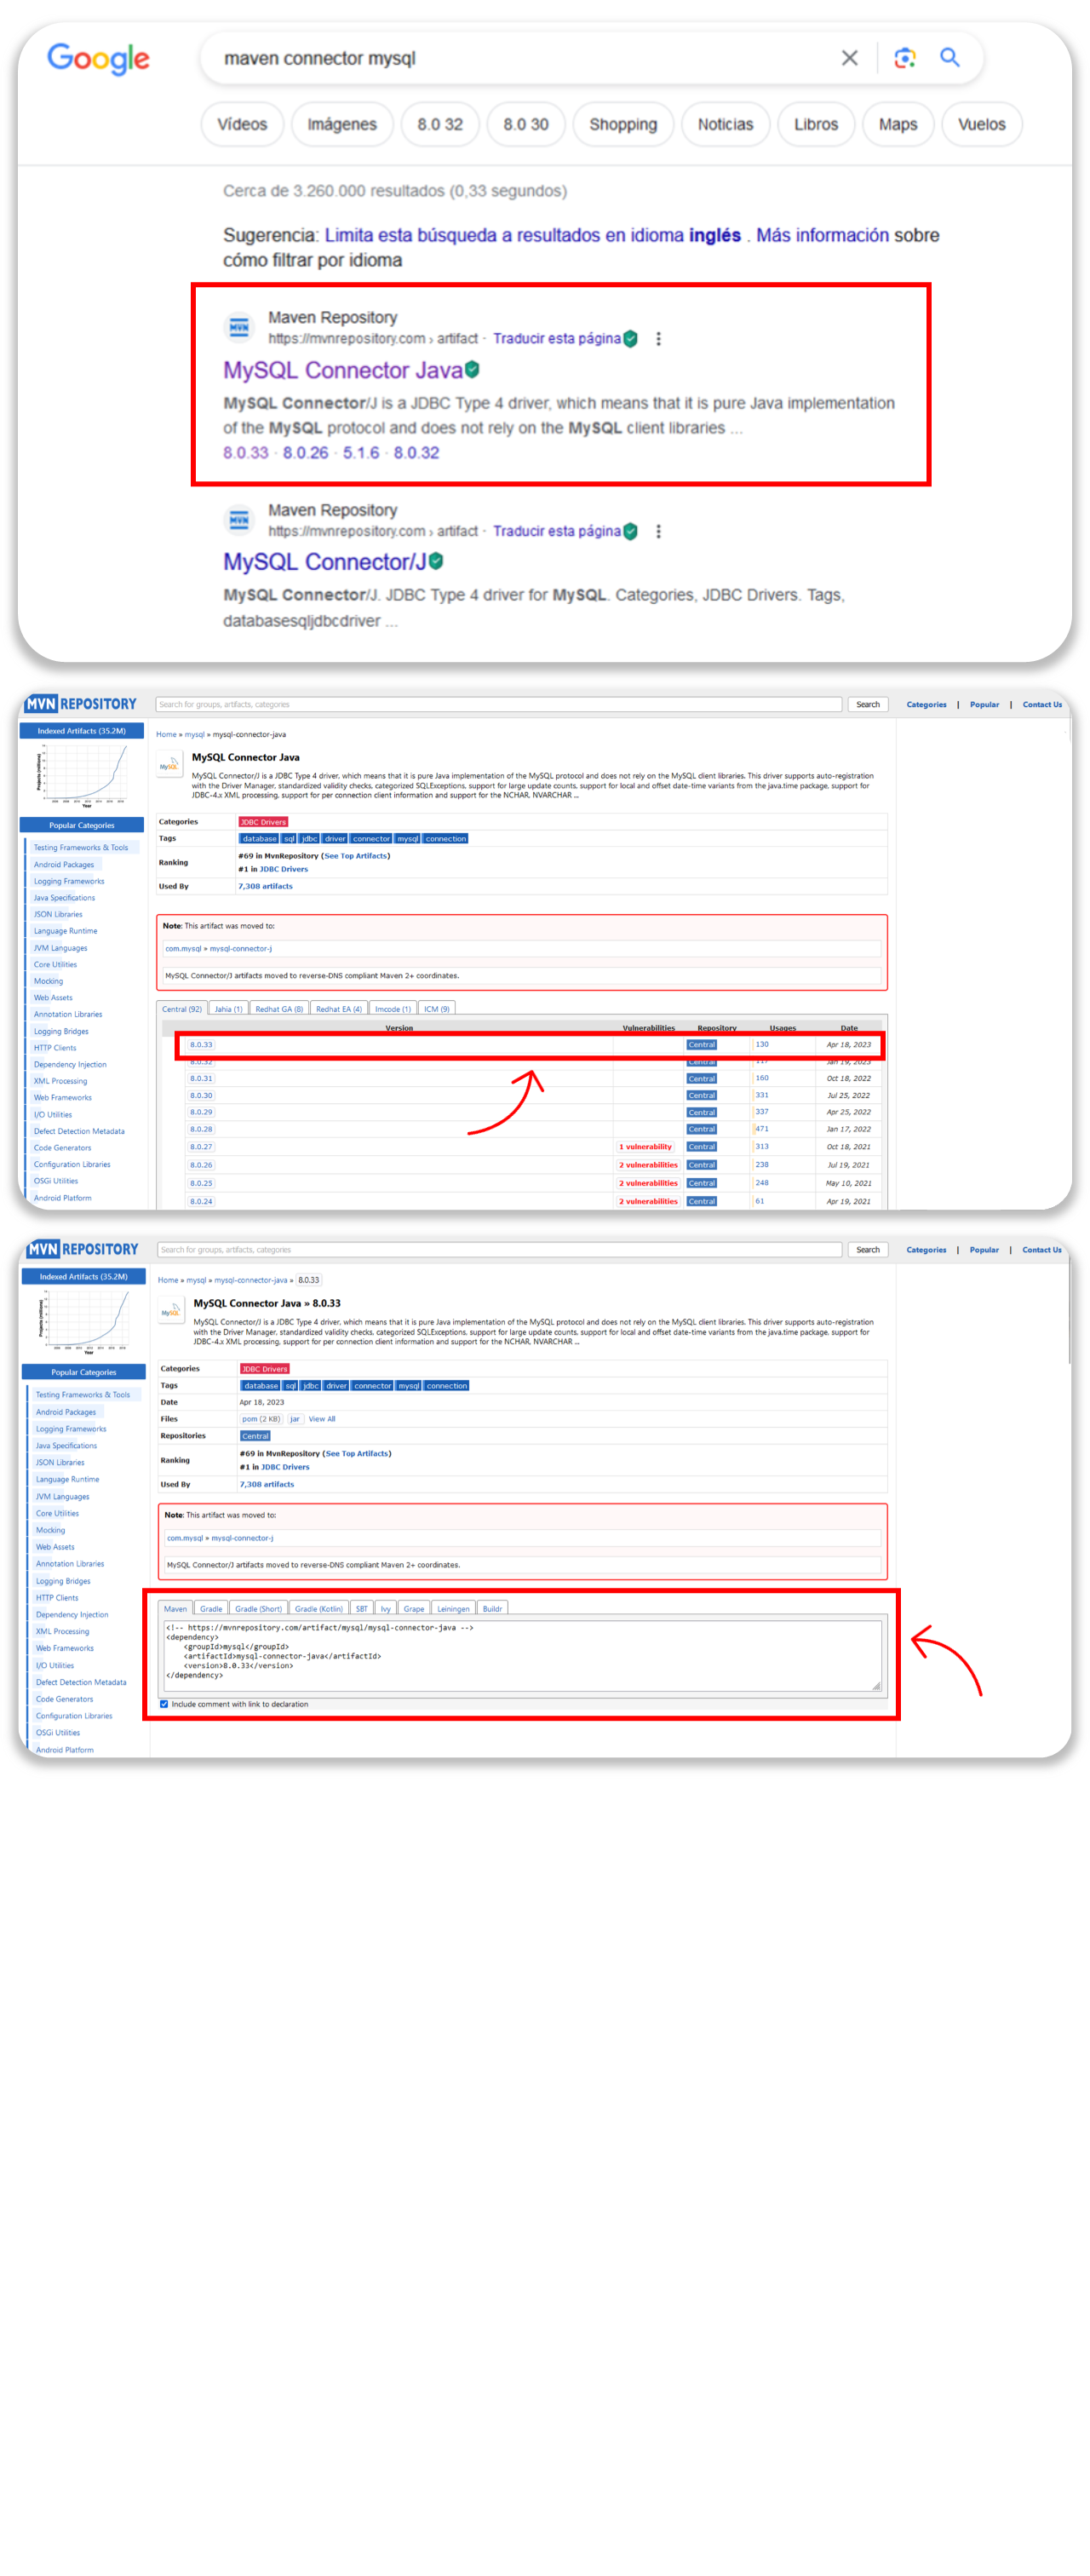 Google
maven connector mysql
Vídeos
Imágenes
8.0 32
8.0 30
Shopping
Noticias
Libros
Maps
Vuelos
Cerca de 3.260.000 resultados (0,33 segundos)
Sugerencia: Limita esta búsqueda a resultados en idioma inglés . Más información sobre
cómo filtrar por idioma
MVN
Maven Repository
https://mvnrepository.com › artifact · Traducir esta página
MySQL Connector Java
MySQL Connector/J is a JDBC Type 4 driver, which means that it is pure Java implementation
of the MySQL protocol and does not rely on the MySQL client libraries ...
8.0.33 · 8.0.26 · 5.1.6 · 8.0.32
MVN
Maven Repository
https://mvnrepository.com › artifact · Traducir esta página
MySQL Connector/J
MySQL Connector/J. JDBC Type 4 driver for MySQL. Categories, JDBC Drivers. Tags,
databasesqljdbcdriver ...
MVN REPOSITORY
Search for groups, artifacts, categories
Search
Categories | Popular | Contact Us
Indexed Artifacts (35.2M)
Projects (millions)
Year
Popular Categories
Testing Frameworks & Tools
Android Packages
Logging Frameworks
Java Specifications
JSON Libraries
Language Runtime
JVM Languages
Core Utilities
Mocking
Web Assets
Annotation Libraries
Logging Bridges
HTTP Clients
Dependency Injection
XML Processing
Web Frameworks
I/O Utilities
Defect Detection Metadata
Code Generators
Configuration Libraries
OSGi Utilities
Android Platform
Home » mysql » mysql-connector-java
MySQL
MySQL Connector Java
MySQL Connector/J is a JDBC Type 4 driver, which means that it is pure Java implementation of the MySQL protocol and does not rely on the MySQL client libraries. This driver supports auto-registration
with the Driver Manager, standardized validity checks, categorized SQLExceptions, support for large update counts, support for local and offset date-time variants from the java.time package, support for
JDBC-4.x XML processing, support for per connection client information and support for the NCHAR, NVARCHAR ...
Categories JDBC Drivers
Tags database sql jdbc driver connector mysql connection
Ranking #69 in MvnRepository (See Top Artifacts)
#1 in JDBC Drivers
Used By 7,308 artifacts
Note: This artifact was moved to:
com.mysql » mysql-connector-j
MySQL Connector/J artifacts moved to reverse-DNS compliant Maven 2+ coordinates.
Central (92) Jahia (1) Redhat GA (8) Redhat EA (4) Imcode (1) ICM (9)
Version Vulnerabilities Repository Usages Date
8.0.33 Central 130 Apr 18, 2023
8.0.32 Central 117 Jan 19, 2023
8.0.31 Central 160 Oct 18, 2022
8.0.30 Central 331 Jul 25, 2022
8.0.29 Central 337 Apr 25, 2022
8.0.28 Central 471 Jan 17, 2022
8.0.27 1 vulnerability Central 313 Oct 18, 2021
8.0.26 2 vulnerabilities Central 238 Jul 19, 2021
8.0.25 2 vulnerabilities Central 248 May 10, 2021
8.0.24 2 vulnerabilities Central 61 Apr 19, 2021
MVN REPOSITORY
Search for groups, artifacts, categories
Search
Categories | Popular | Contact Us
Indexed Artifacts (35.2M)
Projects (millions)
Year
Popular Categories
Testing Frameworks & Tools
Android Packages
Logging Frameworks
Java Specifications
JSON Libraries
Language Runtime
JVM Languages
Core Utilities
Mocking
Web Assets
Annotation Libraries
Logging Bridges
HTTP Clients
Dependency Injection
XML Processing
Web Frameworks
I/O Utilities
Defect Detection Metadata
Code Generators
Configuration Libraries
OSGi Utilities
Android Platform
Home » mysql » mysql-connector-java » 8.0.33
MySQL
MySQL Connector Java » 8.0.33
MySQL Connector/J is a JDBC Type 4 driver, which means that it is pure Java implementation of the MySQL protocol and does not rely on the MySQL client libraries. This driver supports auto-registration
with the Driver Manager, standardized validity checks, categorized SQLExceptions, support for large update counts, support for local and offset date-time variants from the java.time package, support for
JDBC-4.x XML processing, support for per connection client information and support for the NCHAR, NVARCHAR ...
Categories JDBC Drivers
Tags database sql jdbc driver connector mysql connection
Date Apr 18, 2023
Files pom (2 KB) jar View All
Repositories Central
Ranking #69 in MvnRepository (See Top Artifacts)
#1 in JDBC Drivers
Used By 7,308 artifacts
Note: This artifact was moved to:
com.mysql » mysql-connector-j
MySQL Connector/J artifacts moved to reverse-DNS compliant Maven 2+ coordinates.
Maven Gradle Gradle (Short) Gradle (Kotlin) SBT Ivy Grape Leiningen Buildr
<!-- https://mvnrepository.com/artifact/mysql/mysql-connector-java -->
<dependency>
<groupId>mysql</groupId>
<artifactId>mysql-connector-java</artifactId>
<version>8.0.33</version>
</dependency>
Include comment with link to declaration